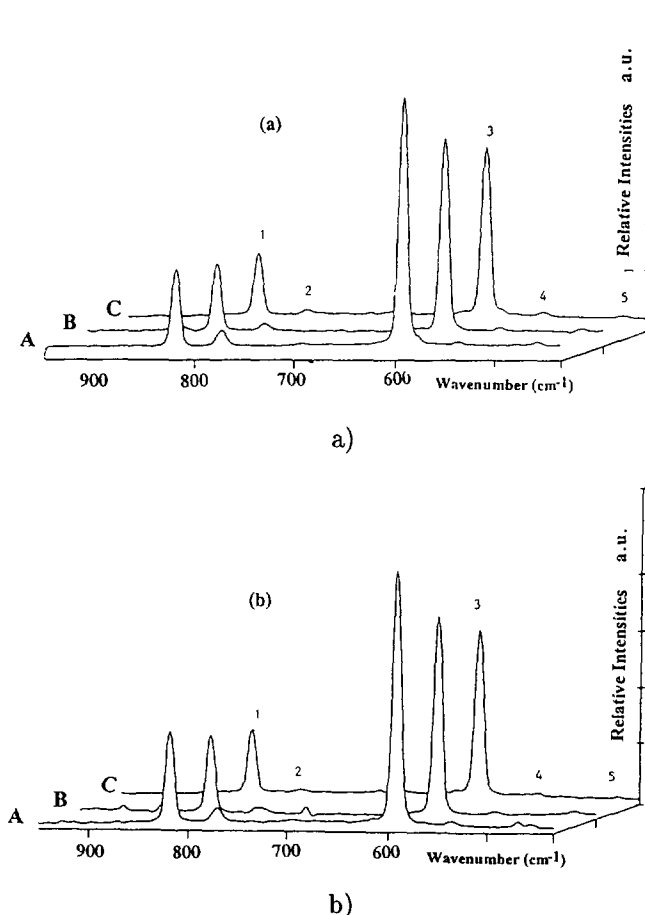 Relative Intensities a.u.
(a)
3
1
C
2
4
5
B
A
900
800
700
600
Wavenumber (cm-1)
a)
Relative Intensities a.u.
(b)
3
1
C
2
4
5
B
A
900
800
700
600
Wavenumber (cm-1)
b)